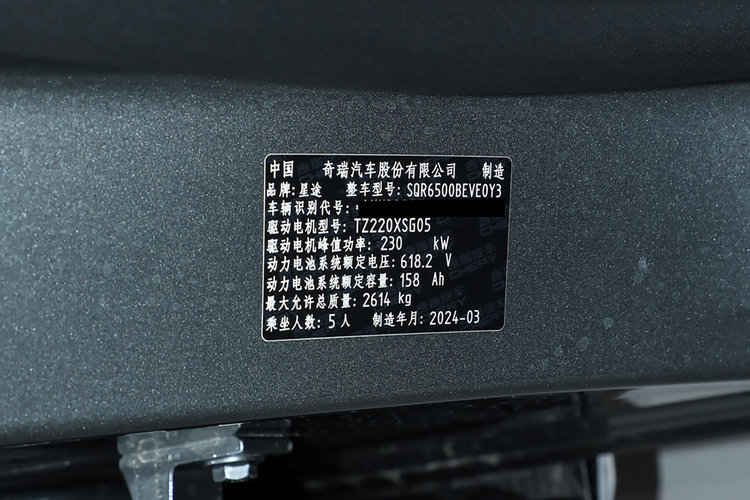 中国 奇瑞汽车股份有限公司 制造
品牌:星途 整车型号:SQR6500BEVE0Y3
车辆识别代号:
驱动电机型号:TZ220XSG05
驱动电机峰值功率:230 kW
动力电池系统额定电压:618.2 V
动力电池系统额定容量:158 Ah
最大允许总质量:2614 kg
乘坐人数:5人 制造年月:2024-03